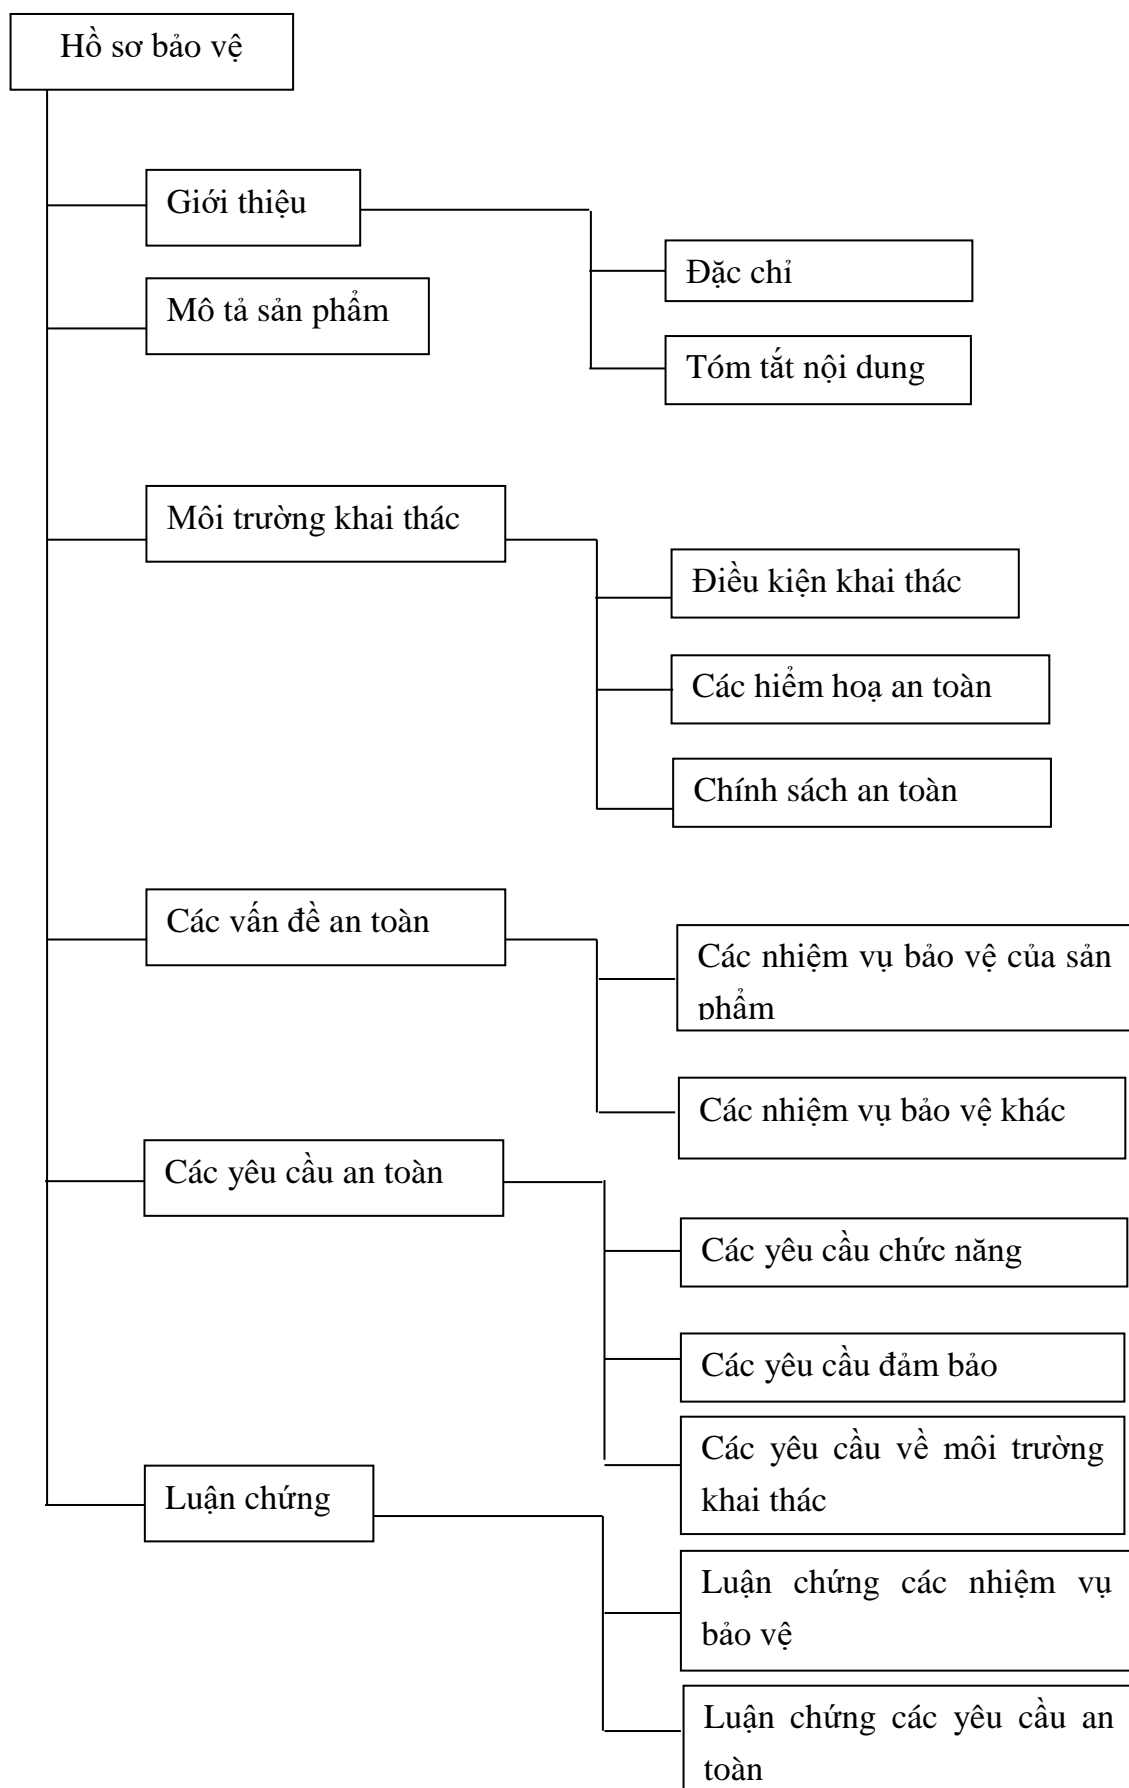 Hồ sơ bảo vệ
Giới thiệu
Đặc chỉ
Mô tả sản phẩm
Tóm tắt nội dung
Môi trường khai thác
Điều kiện khai thác
Các hiểm hoạ an toàn
Chính sách an toàn
Các vấn đề an toàn
Các nhiệm vụ bảo vệ của sản
phẩm
Các nhiệm vụ bảo vệ khác
Các yêu cầu an toàn
Các yêu cầu chức năng
Các yêu cầu đảm bảo
Các yêu cầu về môi trường
khai thác
Luận chứng
Luận chứng các nhiệm vụ
bảo vệ
Luận chứng các yêu cầu an
toàn